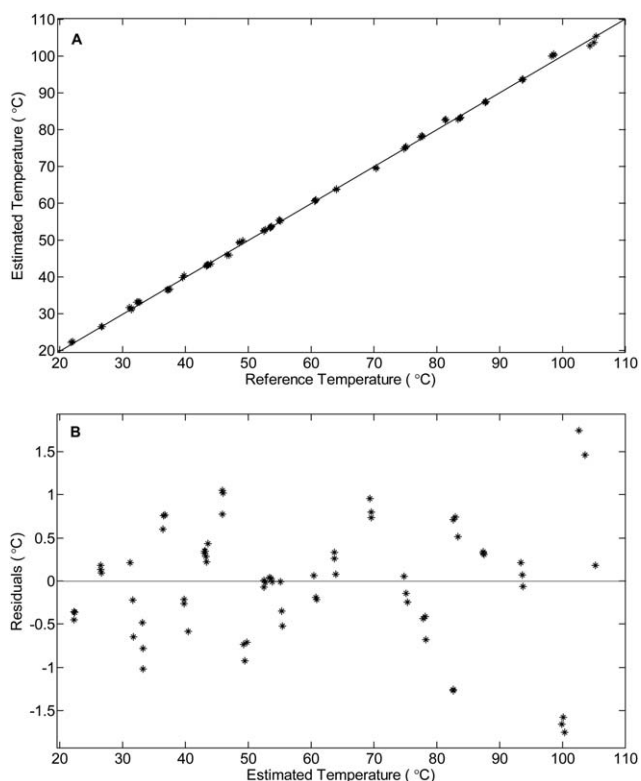 A
110
100
90
80
70
60
50
40
30
20
Estimated Temperature ( °C)
20 30 40 50 60 70 80 90 100 110
Reference Temperature ( °C)
B
1.5
1
0.5
0
-0.5
-1
-1.5
Residuals (°C)
20 30 40 50 60 70 80 90 100 110
Estimated Temperature ( °C)